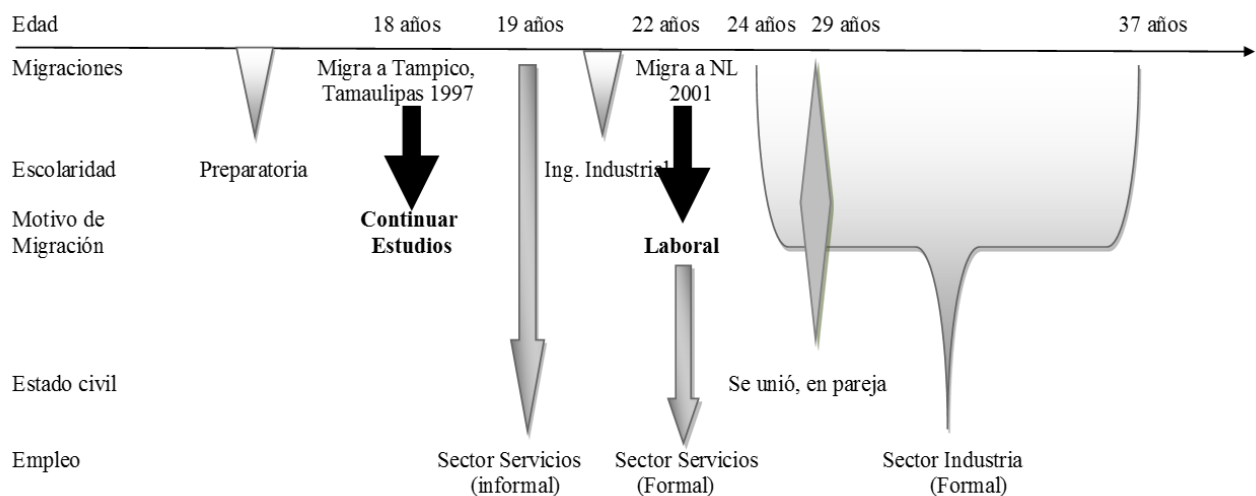 Edad 18 años 19 años 22 años 24 años 29 años 37 años
Migraciones Migra a Tampico, Migra a NL
Tamaulipas 1997 2001
Escolaridad Preparatoria Ing. Industrial
Motivo de Continuar
Migración Estudios Laboral
Estado civil Se unió, en pareja
Empleo Sector Servicios Sector Servicios Sector Industria
(informal) (Formal) (Formal)